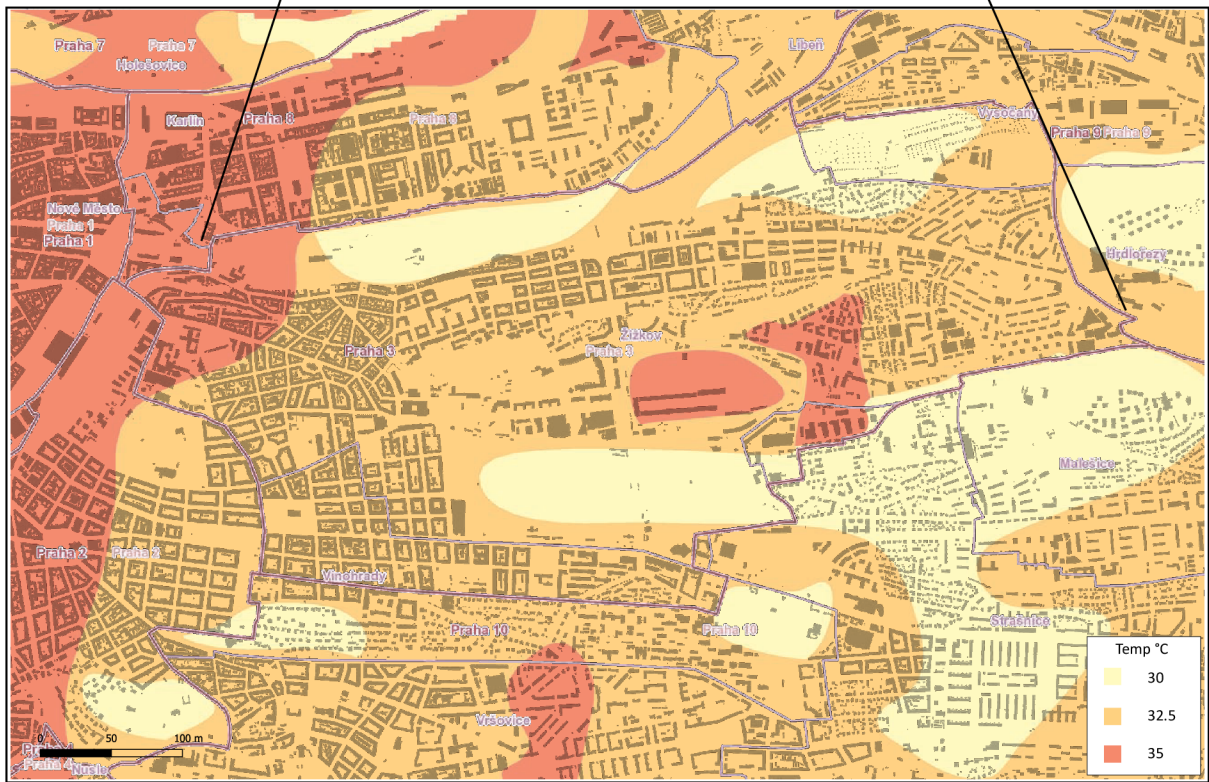 Praha 7
Praha 7
Holešovice
Libeň
Karlín
Praha 8
Praha 8
Vysočany
Praha 9
Praha 9
Nové Město
Praha 1
Praha 1
Hrdlořezy
Žižkov
Praha 3
Praha 3
Malešice
Praha 2
Praha 2
Vinohrady
Praha 10
Praha 10
Strašnice
Vršovice
Temp °C
30
32.5
35
0
50
100 m
Praha 4
Nusle